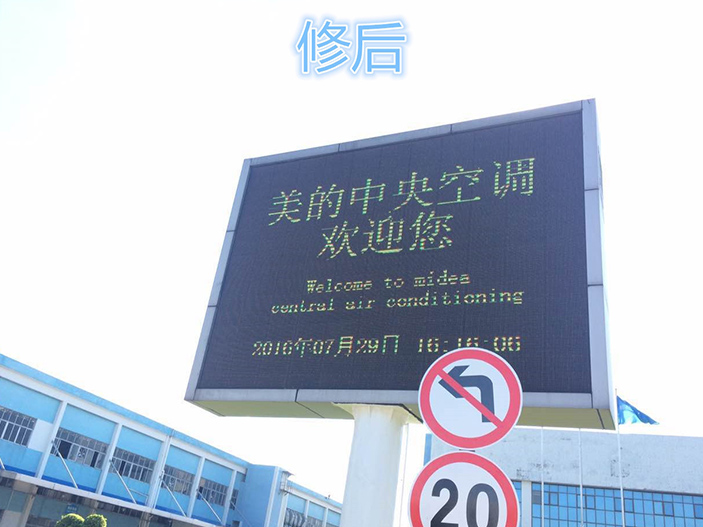 修后
美的中央空调
欢迎您
Welcome to midea
central air conditioning
2016年07月29日 16:16:06
20